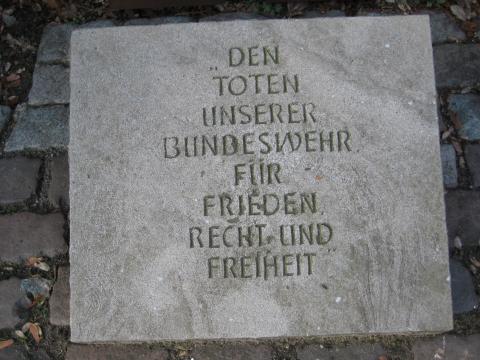 „DEN
TOTEN
UNSERER
BUNDESWEHR
FÜR
FRIEDEN,
RECHT UND
FREIHEIT"